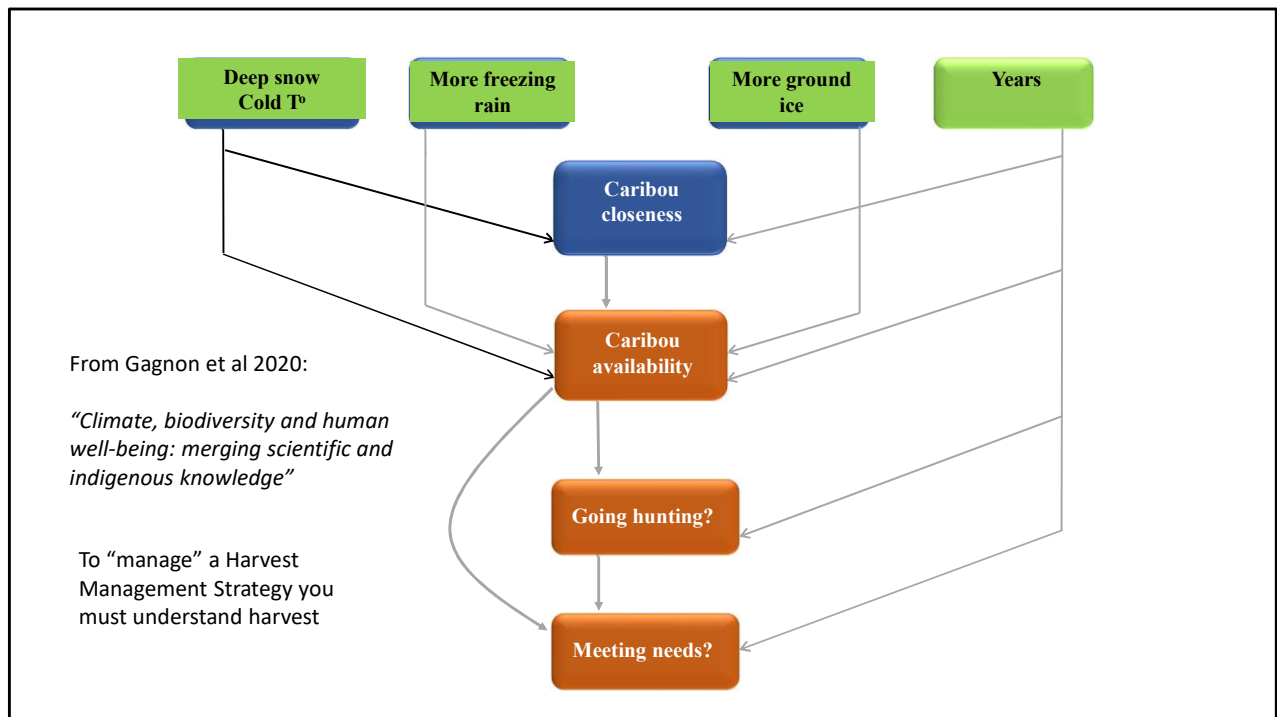 Deep snow
Cold Tº
More freezing
rain
More ground
ice
Years
Caribou
closeness
Caribou
availability
From Gagnon et al 2020:
“Climate, biodiversity and human
well-being: merging scientific and
indigenous knowledge”
Going hunting?
To “manage” a Harvest
Management Strategy you
must understand harvest
Meeting needs?